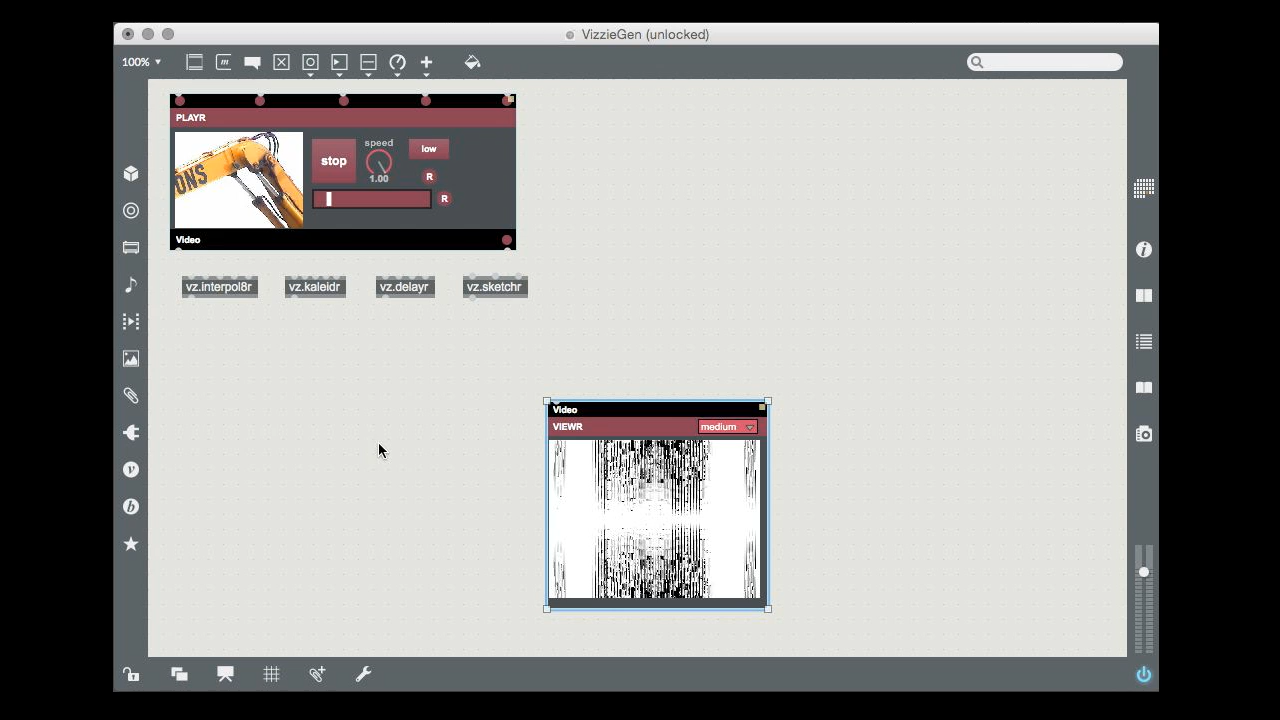 VizzieGen (unlocked)
100%
PLAYR
stop
speed
1.00
low
R
R
Video
vz.interpol8r
vz.kaleidr
vz.delayr
vz.sketchr
Video
VIEWR
medium